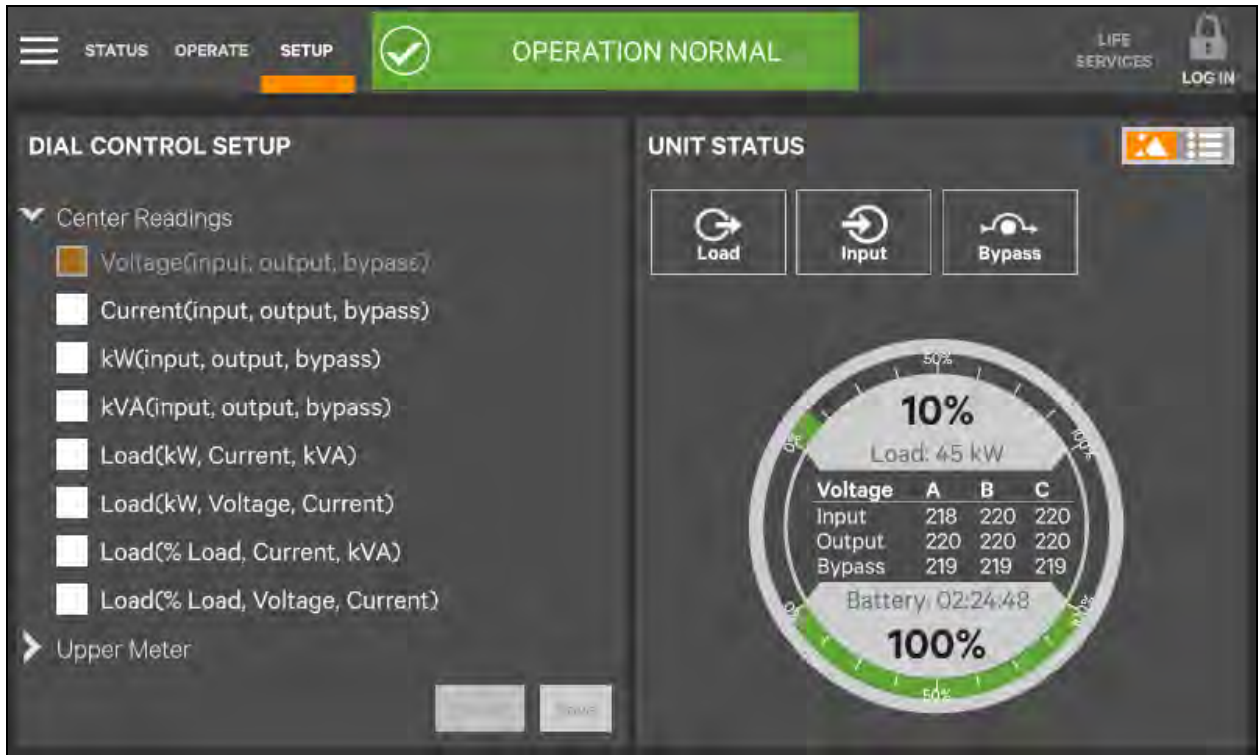 STATUS OPERATE SETUP
OPERATION NORMAL
LIFE
SERVICES
LOG IN
DIAL CONTROL SETUP
Center Readings
Voltage(input, output, bypass)
Current(input, output, bypass)
kW(input, output, bypass)
kVA(input, output, bypass)
Load(kW, Current, kVA)
Load(kW, Voltage, Current)
Load(% Load, Current, kVA)
Load(% Load, Voltage, Current)
Upper Meter
Save
UNIT STATUS
Load Input Bypass
50%
10%
0% 100%
Load: 45 kW
Voltage A B C
Input 218 220 220
Output 220 220 220
Bypass 219 219 219
Battery: 02:24:48
0% 100%
100%
50%